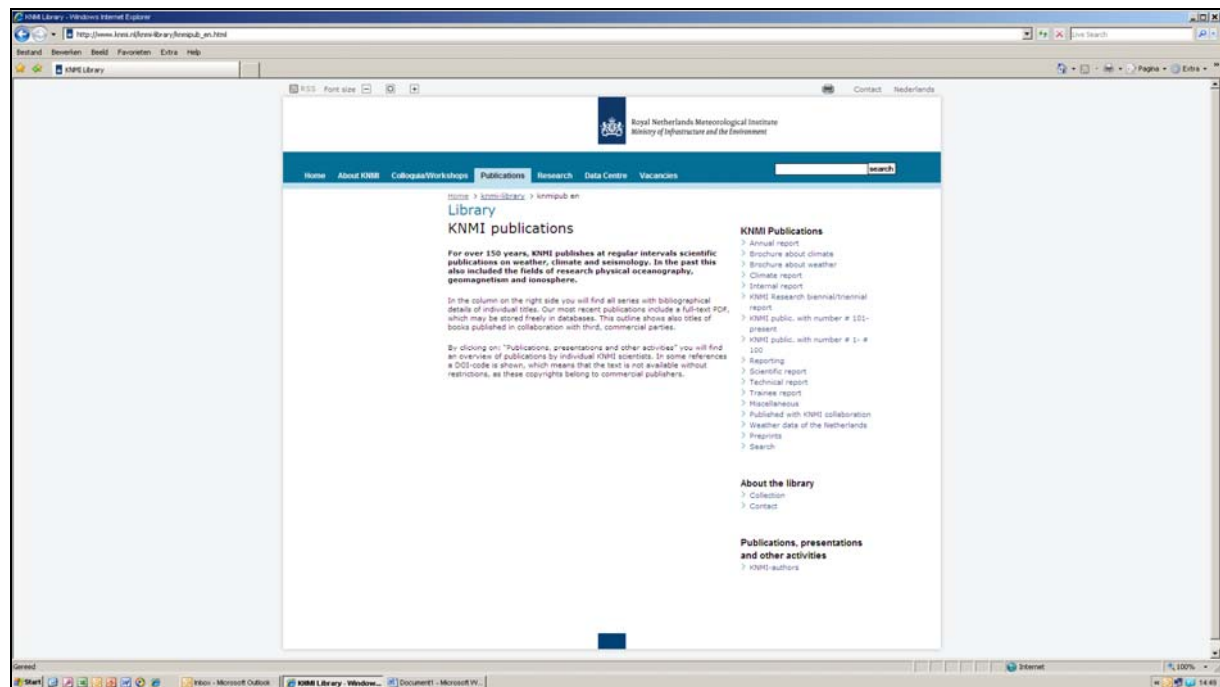 KNMI Library - Windows Internet Explorer
http://www.knmi.nl/knmi-library/knmipub_en.html
Live Search
Bestand Bewerken Beeld Favorieten Extra Help
KNMI Library
Pagina
Extra
RSS Font size
Contact Nederlands
Royal Netherlands Meteorological Institute
Ministry of Infrastructure and the Environment
Home About KNMI Colloquia/Workshops Publications Research Data Centre Vacancies
search
Home > knmi-library > knmipub en
Library
KNMI publications
For over 150 years, KNMI publishes at regular intervals scientific
publications on weather, climate and seismology. In the past this
also included the fields of research physical oceanography,
geomagnetism and ionosphere.
In the column on the right side you will find all series with bibliographical
details of individual titles. Our most recent publications include a full-text PDF,
which may be stored freely in databases. This outline shows also titles of
books published in collaboration with third, commercial parties.
By clicking on: "Publications, presentations and other activities" you will find
an overview of publications by individual KNMI scientists. In some references
a DOI-code is shown, which means that the text is not available without
restrictions, as these copyrights belong to commercial publishers.
KNMI Publications
> Annual report
> Brochure about climate
> Brochure about weather
> Climate report
> Internal report
> KNMI Research biennial/triennial
report
> KNMI public. with number # 101-
present
> KNMI public. with number # 1- #
100
> Reporting
> Scientific report
> Technical report
> Trainee report
> Miscellaneous
> Published with KNMI collaboration
> Weather data of the Netherlands
> Preprints
> Search
About the library
> Collection
> Contact
Publications, presentations
and other activities
> KNMI-authors
Gereed
Internet
100%
Start
Inbox - Microsoft Outlook
KNMI Library - Window...
Document1 - Microsoft W...
14:49